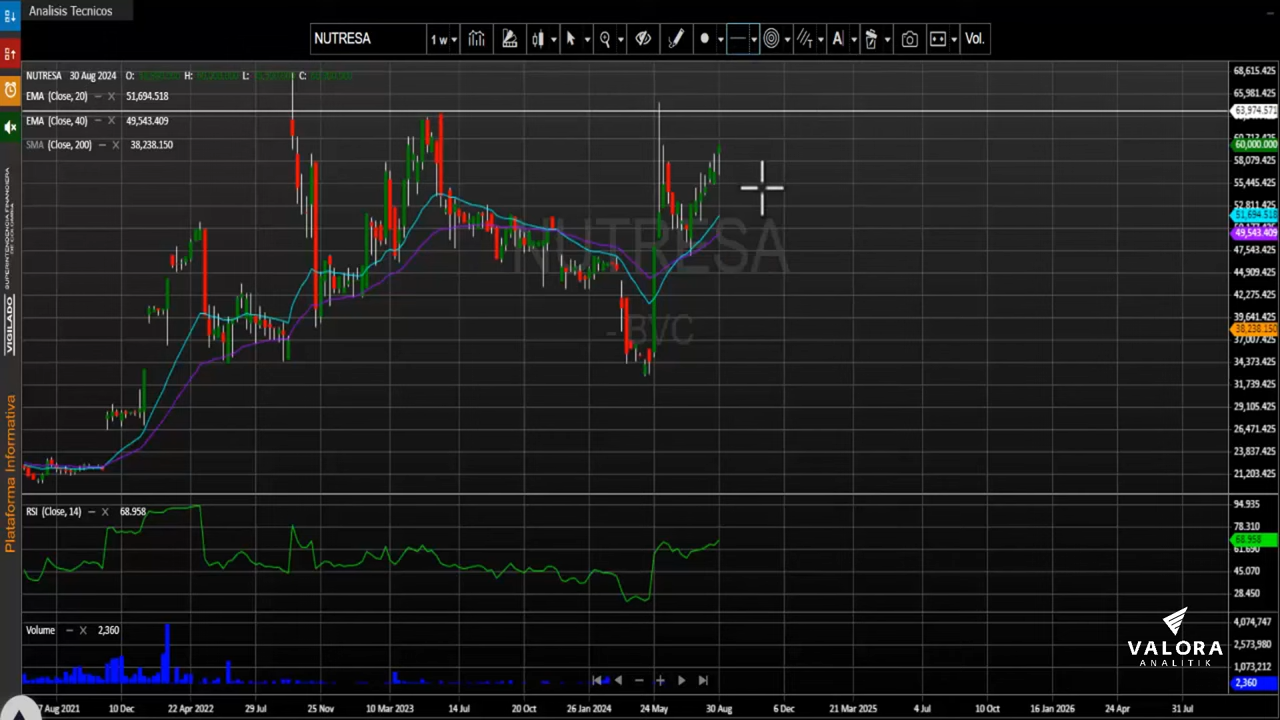 Analisis Tecnicos
NUTRESA
1 w
A
Vol.
NUTRESA 30 Aug 2024 O: H: L: C:
EMA (Close, 20) – X 51,694.518
EMA (Close, 40) – X 49,543.409
SMA (Close, 200) – X 38,238.150
NUTRESA
- BVC
68,615.425
65,981.425
63,974.571
60,000.000
58,079.425
55,445.425
52,811.425
51,694.518
49,543.409
47,543.425
44,909.425
42,275.425
39,641.425
38,238.150
37,007.425
34,373.425
31,739.425
29,105.425
26,471.425
23,837.425
21,203.425
RSI (Close, 14) – X 68.958
94.935
78.310
68.958
61.690
45.070
28.450
Volume – X 2,360
4,074,747
2,573,980
1,073,212
2,360
Aug 2021 10 Dec 22 Apr 2022 29 Jul 25 Nov 10 Mar 2023 14 Jul 20 Oct 26 Jan 2024 24 May 30 Aug 6 Dec 21 Mar 2025 4 Jul 10 Oct 16 Jan 2026 24 Apr 31 Jul
VALORA
ANALITIK
VIGILADO
SUPERINTENDENCIA FINANCIERA
Plataforma Informativa